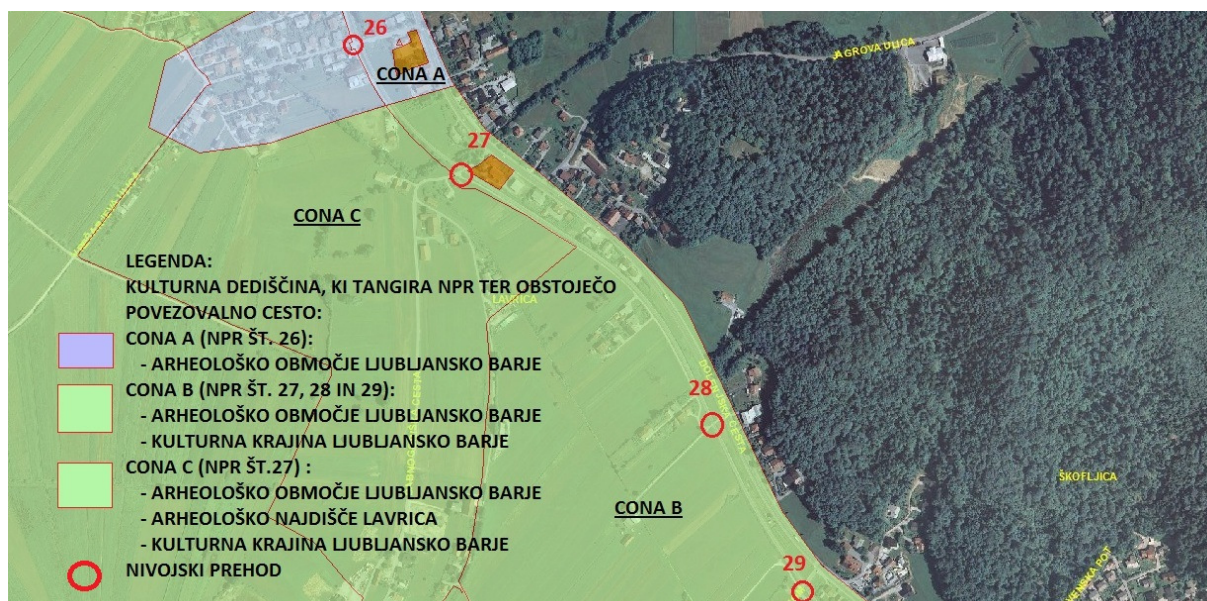 26
CONA A
JAGROVA ULICA
27
CONA C
LEGENDA:
KULTURNA DEDIŠČINA, KI TANGIRA NPR TER OBSTOJEČO
POVEZOVALNO CESTO:
CONA A (NPR ŠT. 26):
- ARHEOLOŠKO OBMOČJE LJUBLJANSKO BARJE
CONA B (NPR ŠT. 27, 28 IN 29):
- ARHEOLOŠKO OBMOČJE LJUBLJANSKO BARJE
- KULTURNA KRAJINA LJUBLJANSKO BARJE
CONA C (NPR ŠT.27) :
- ARHEOLOŠKO OBMOČJE LJUBLJANSKO BARJE
- ARHEOLOŠKO NAJDIŠČE LAVRICA
- KULTURNA KRAJINA LJUBLJANSKO BARJE
NIVOJSKI PREHOD
LAVRICA
28
DOLENJSKA CESTA
CONA B
ŠKOFLJICA
29